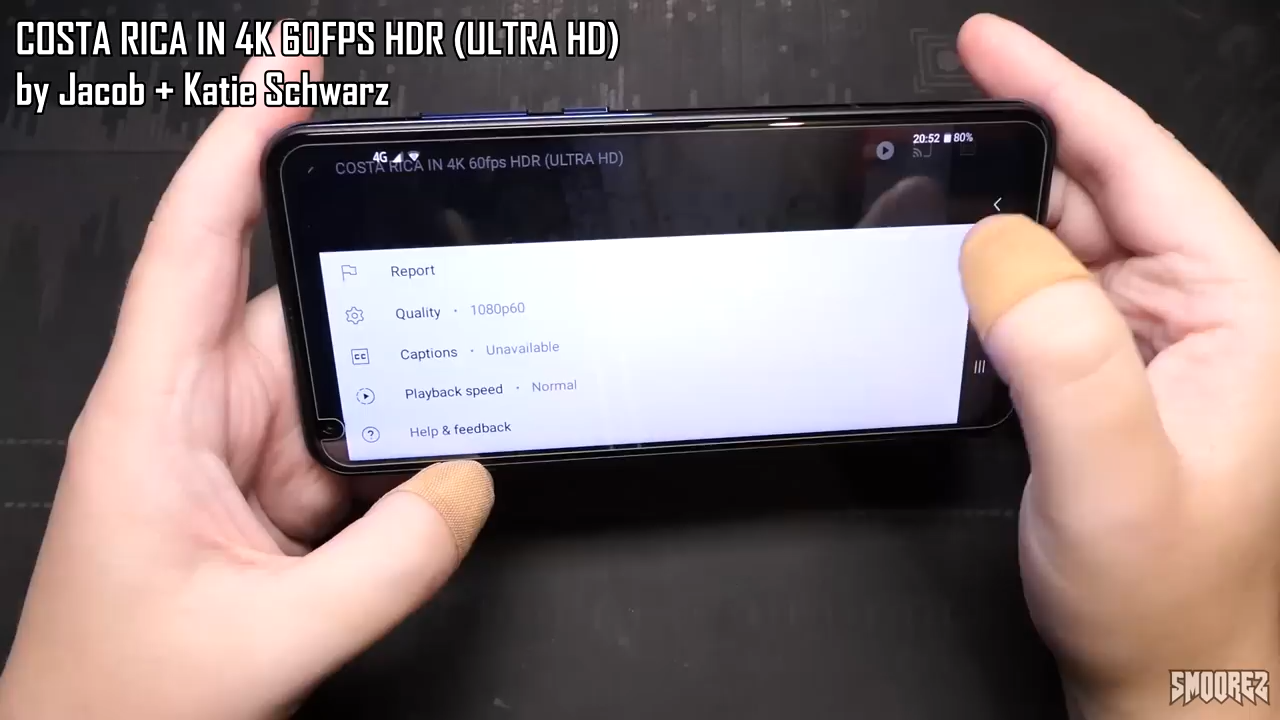 COSTA RICA IN 4K 60FPS HDR (ULTRA HD)
by Jacob + Katie Schwarz
20:52 80%
4G
COSTA RICA IN 4K 60fps HDR (ULTRA HD)
Report
Quality · 1080p60
CC Captions · Unavailable
Playback speed · Normal
Help & feedback
SMOOREZ